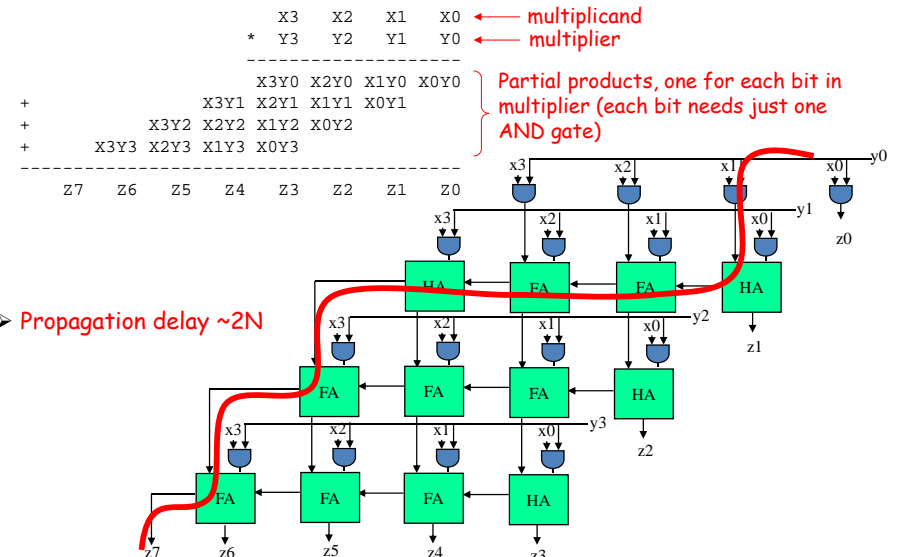 X3 X2 X1 X0 multiplicand
* Y3 Y2 Y1 Y0 multiplier
--------------------
X3Y0 X2Y0 X1Y0 X0Y0
+ X3Y1 X2Y1 X1Y1 X0Y1
+ X3Y2 X2Y2 X1Y2 X0Y2
+ X3Y3 X2Y3 X1Y3 X0Y3
-----------------------------------------
Z7 Z6 Z5 Z4 Z3 Z2 Z1 Z0
Partial products, one for each bit in
multiplier (each bit needs just one
AND gate)
x3 x2 x1 x0 y0
x3 x2 x1 x0 y1
z0
HA FA FA HA
➢ Propagation delay ~2N
x3 x2 x1 x0 y2
z1
FA FA FA HA
x3 x2 x1 x0 y3
z2
FA FA FA HA
z7 z6 z5 z4 z3